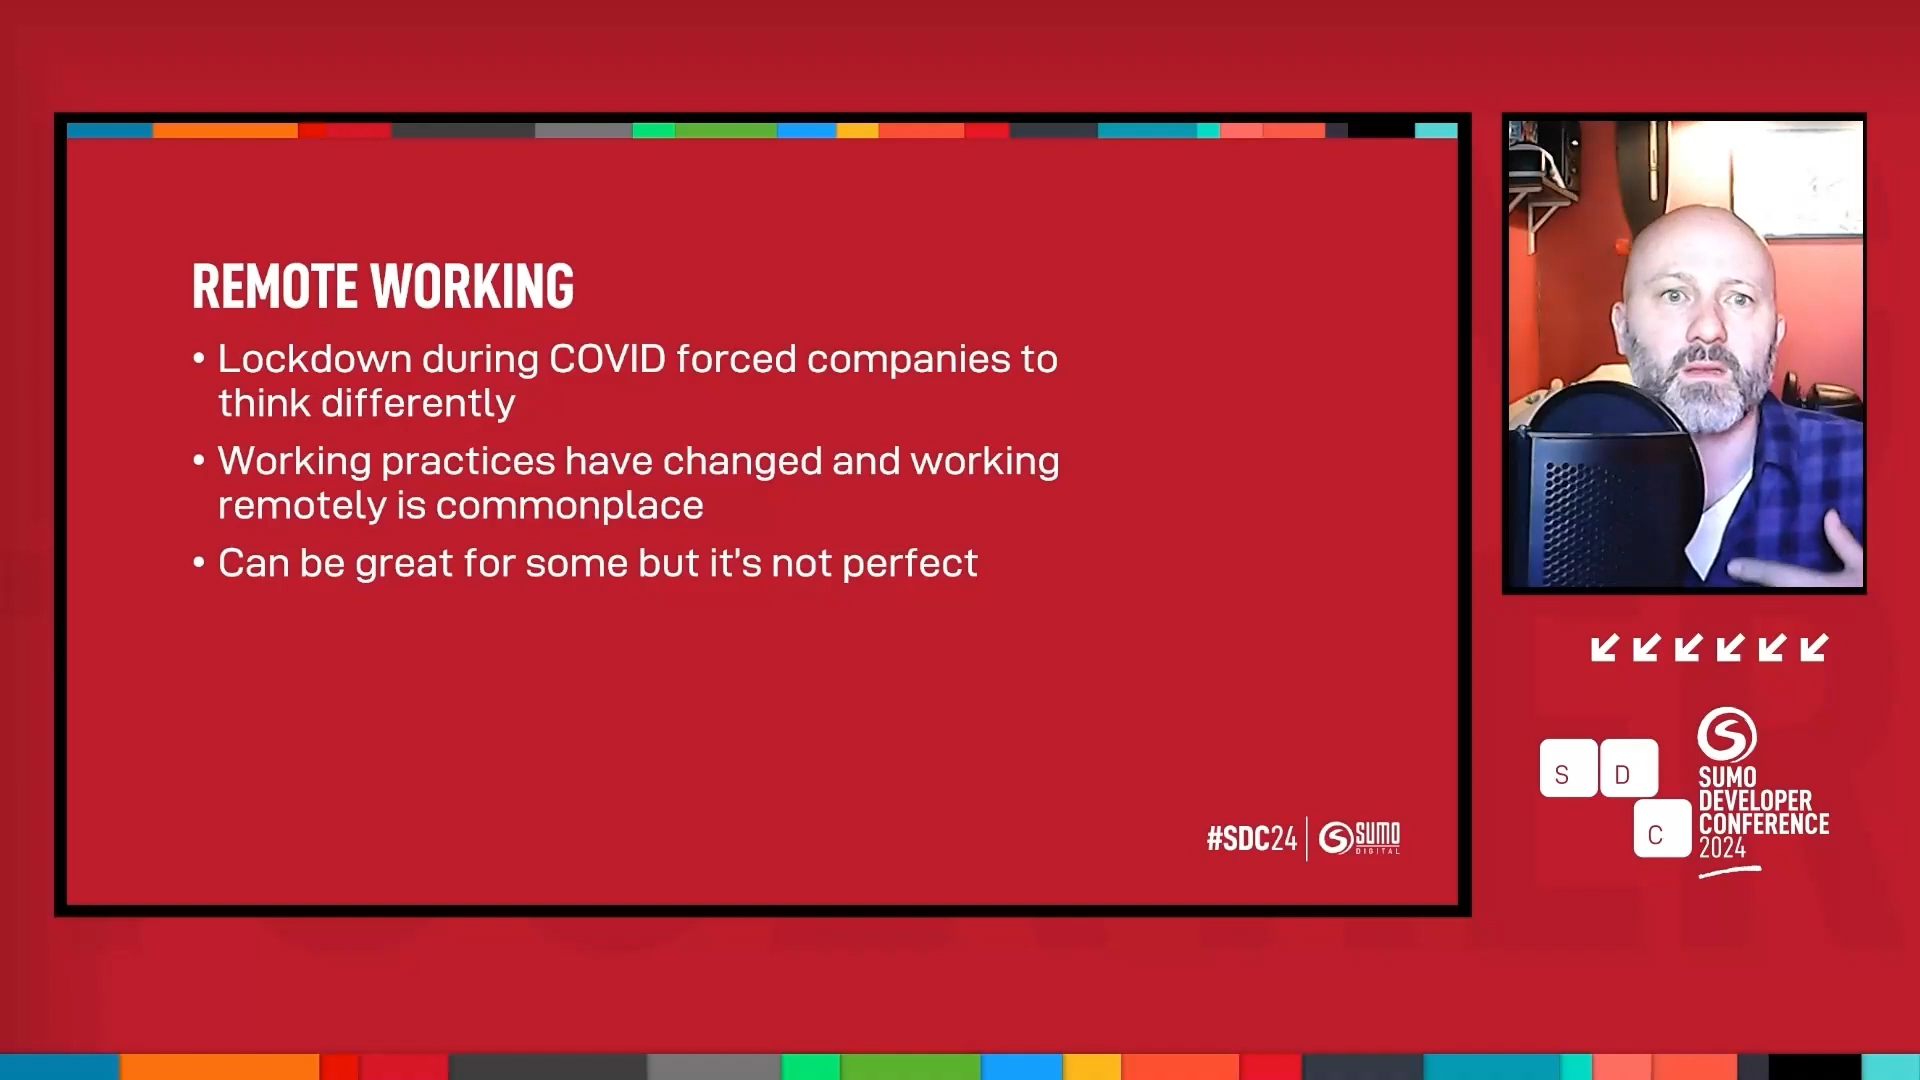 REMOTE WORKING
• Lockdown during COVID forced companies to
think differently
• Working practices have changed and working
remotely is commonplace
• Can be great for some but it's not perfect
#SDC24
SUMO
DIGITAL
S D
C
SUMO
DEVELOPER
CONFERENCE
2024